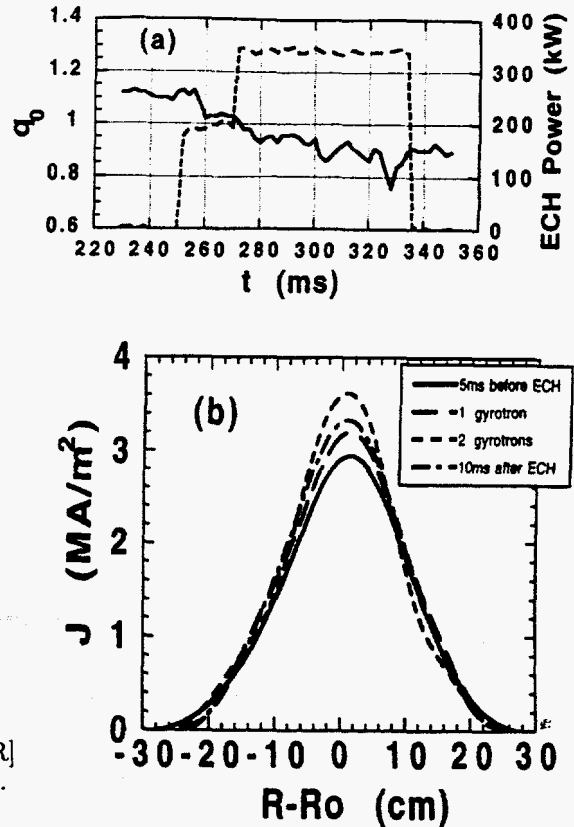 (a)
1.4
1.2
1
0.8
0.6
q0
400
300
200
100
0
ECH Power (kW)
220 240 260 280 300 320 340 360
t (ms)
(b)
5ms before ECH
1 gyrotron
2 gyrotrons
10ms after ECH
4
3
2
1
0
J (MA/m²)
-30 -20 -10 0 10 20 30
R-Ro (cm)
R]
.